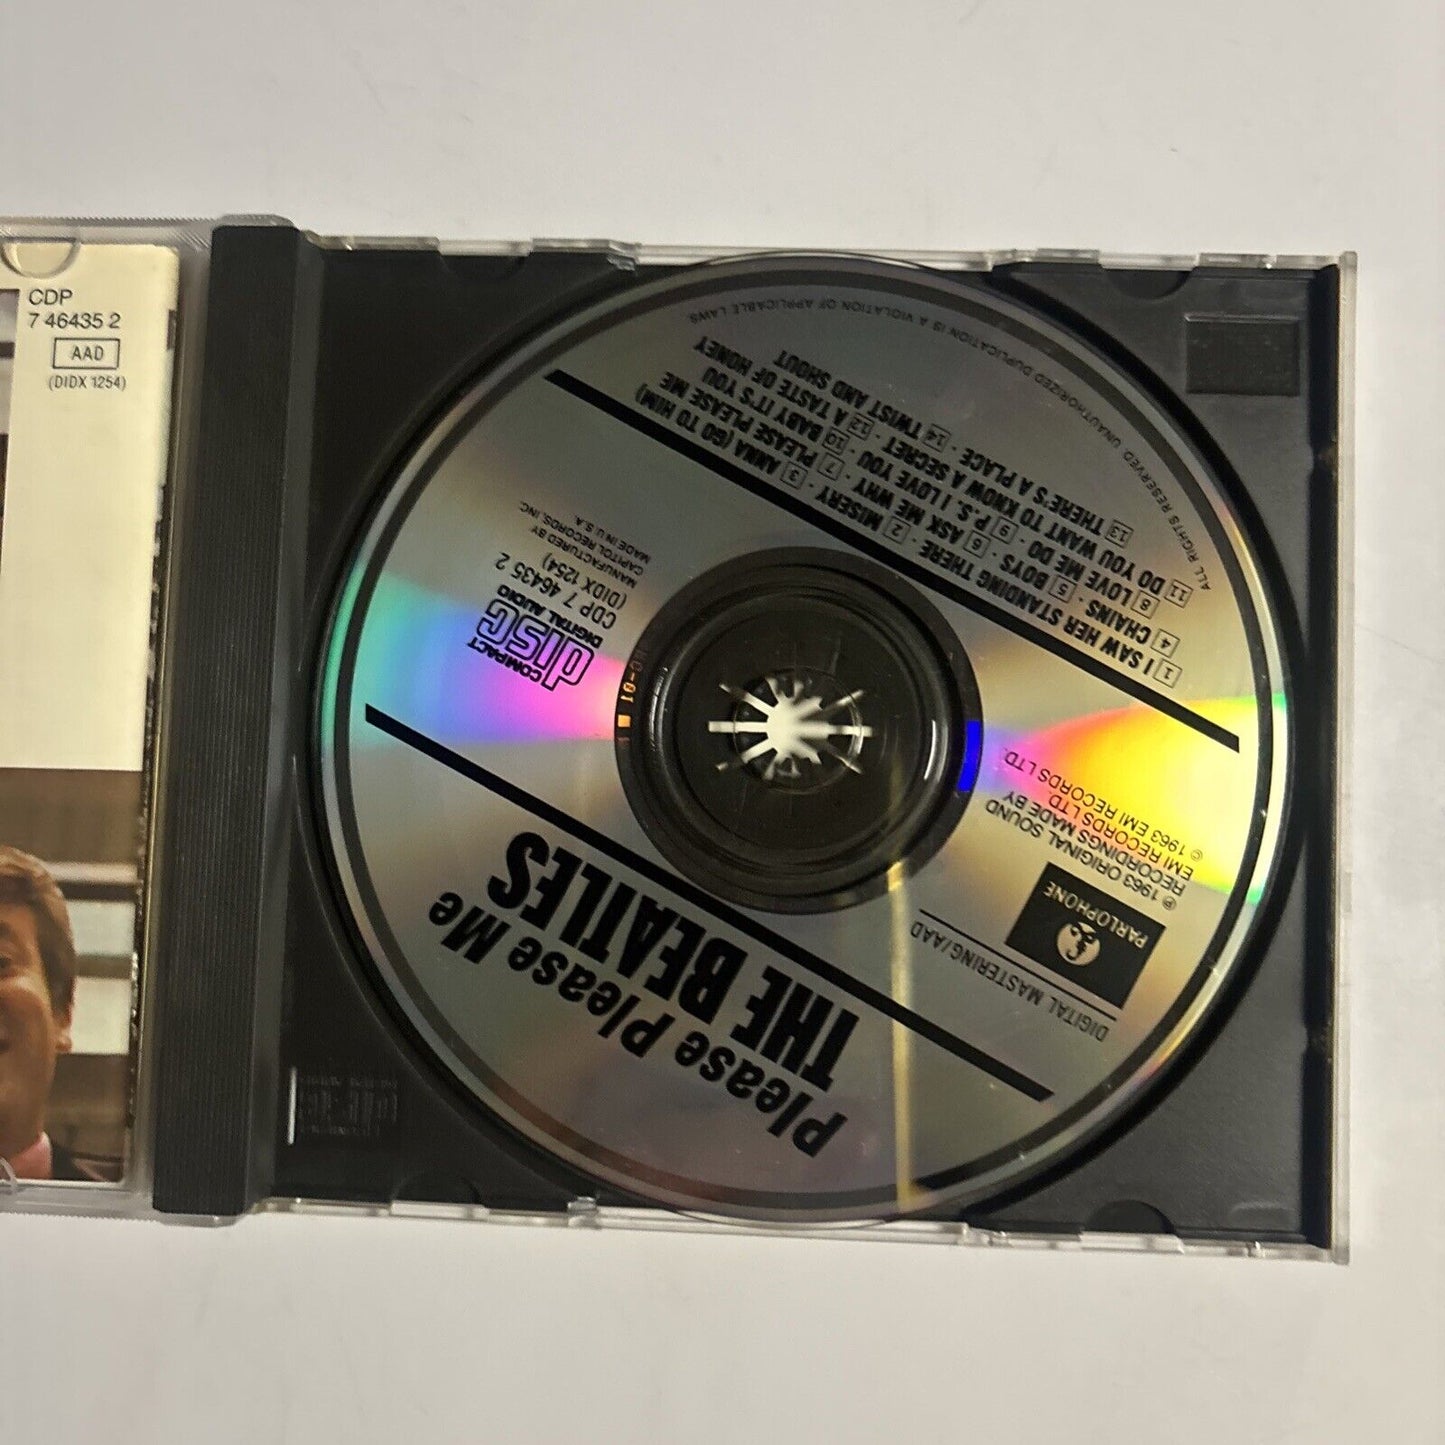 CDP
7 46435 2
AAD
(DIDX 1254)
Please Please Me
THE BEATLES
DIGITAL MASTERING/AAD
PARLOPHONE
℗ 1963 ORIGINAL SOUND
RECORDINGS MADE BY
EMI RECORDS LTD.
© 1963 EMI RECORDS LTD.
COMPACT
disc
DIGITAL AUDIO
CDP 7 46435 2
(DIDX 1254)
MANUFACTURED BY
CAPITOL RECORDS, INC.
MADE IN U.S.A.
1 I SAW HER STANDING THERE · 2 MISERY · 3 ANNA (GO TO HIM)
4 CHAINS · 5 BOYS · 6 ASK ME WHY · 7 PLEASE PLEASE ME
8 LOVE ME DO · 9 P.S. I LOVE YOU · 10 BABY IT'S YOU
11 DO YOU WANT TO KNOW A SECRET · 12 A TASTE OF HONEY
13 THERE'S A PLACE · 14 TWIST AND SHOUT
ALL RIGHTS RESERVED UNAUTHORIZED DUPLICATION IS A VIOLATION OF APPLICABLE LAWS.